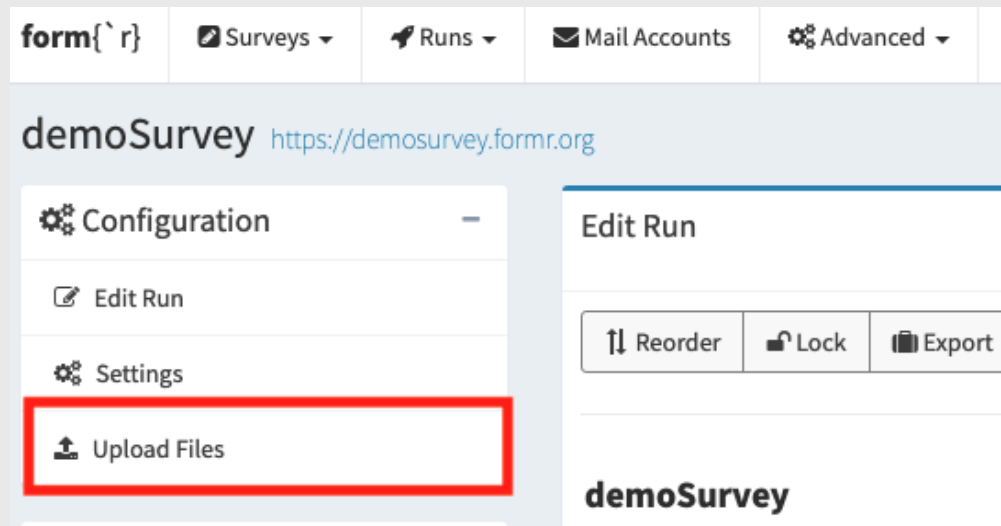 form{`r} Surveys Runs Mail Accounts Advanced
demoSurvey https://demosurvey.formr.org
Configuration
Edit Run
Settings
Upload Files
Edit Run
Reorder Lock Export
demoSurvey